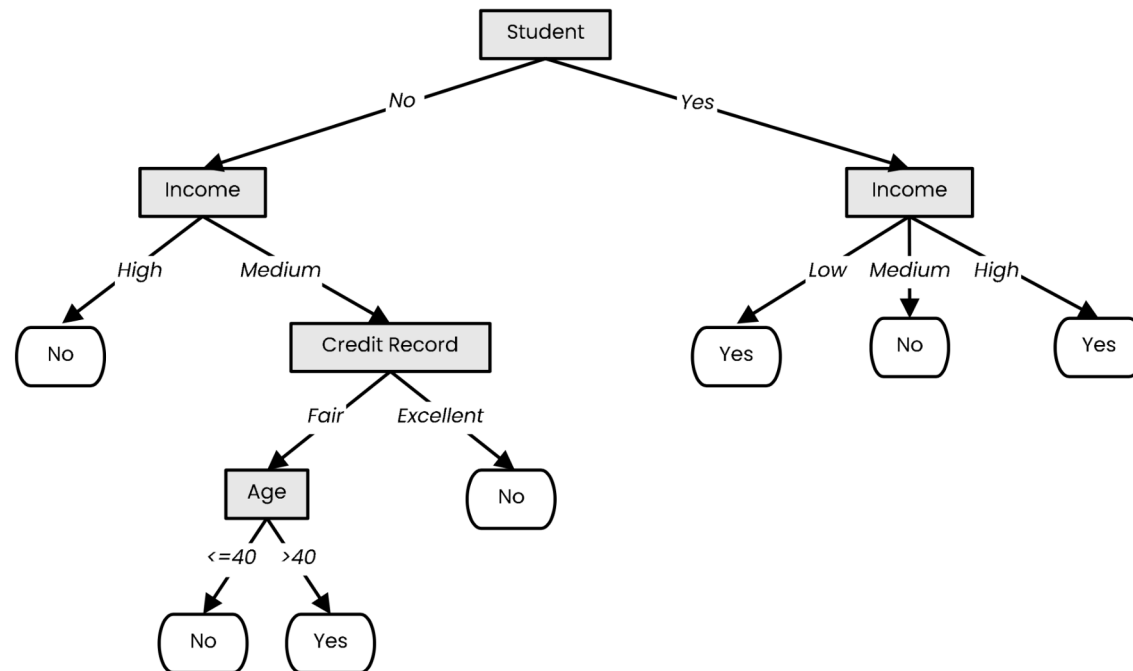 Student
No
Yes
Income
Income
High
Medium
Low
Medium
High
No
Credit Record
Yes
No
Yes
Fair
Excellent
Age
No
<=40
>40
No
Yes